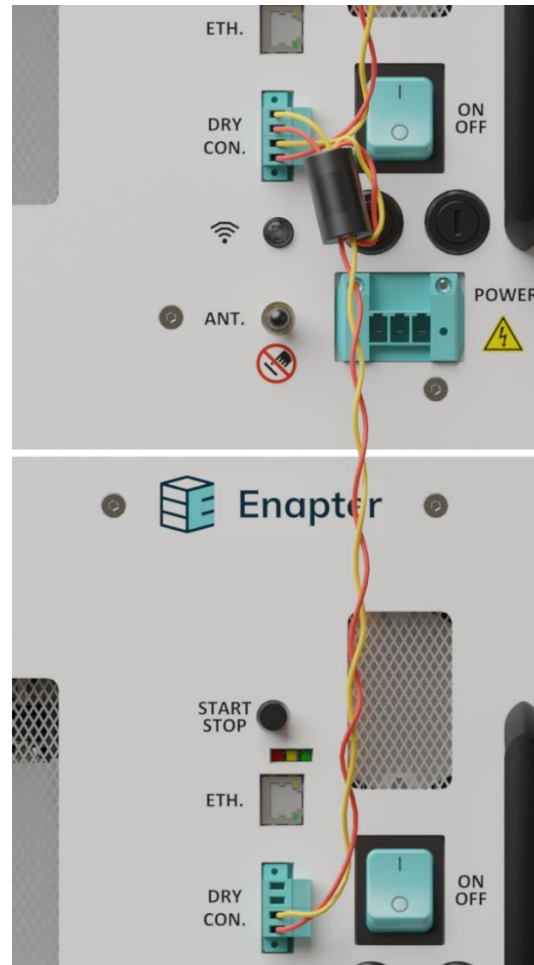 ETH.
DRY
CON.
I
O
ON
OFF
ANT.
POWER
Enapter
START
STOP
ETH.
DRY
CON.
I
O
ON
OFF